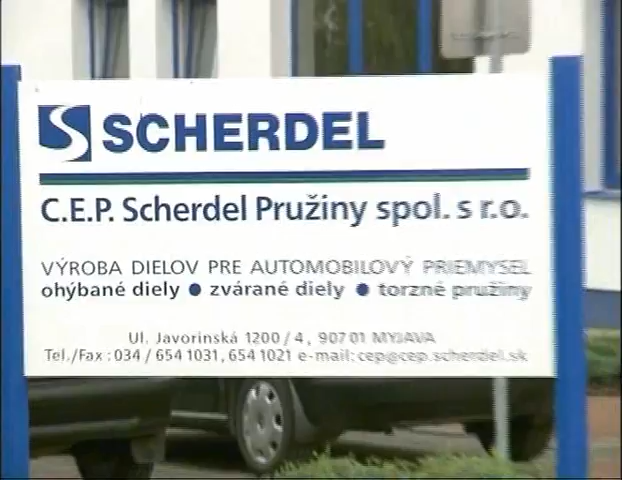 SCHERDEL
C.E.P. Scherdel Pružiny spol. s r.o.
VÝROBA DIELOV PRE AUTOMOBILOVÝ PRIEMYSEL
ohýbané diely ● zvárané diely ● torzné pružiny
Ul. Javorinská 1200 / 4, 907 01 MYJAVA
Tel./Fax : 034 / 654 1031, 654 1021 e-mail: cep@cep.scherdel.sk